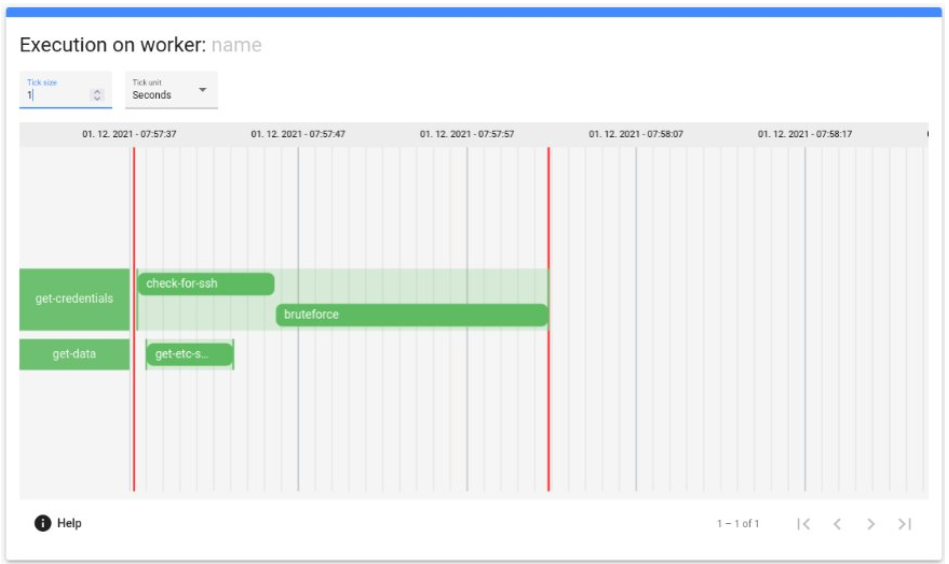 Execution on worker: name
Tick size
1
Tick unit
Seconds
01. 12. 2021 - 07:57:37 01. 12. 2021 - 07:57:47 01. 12. 2021 - 07:57:57 01. 12. 2021 - 07:58:07 01. 12. 2021 - 07:58:17
get-credentials
check-for-ssh
bruteforce
get-data
get-etc-s...
Help
1 – 1 of 1